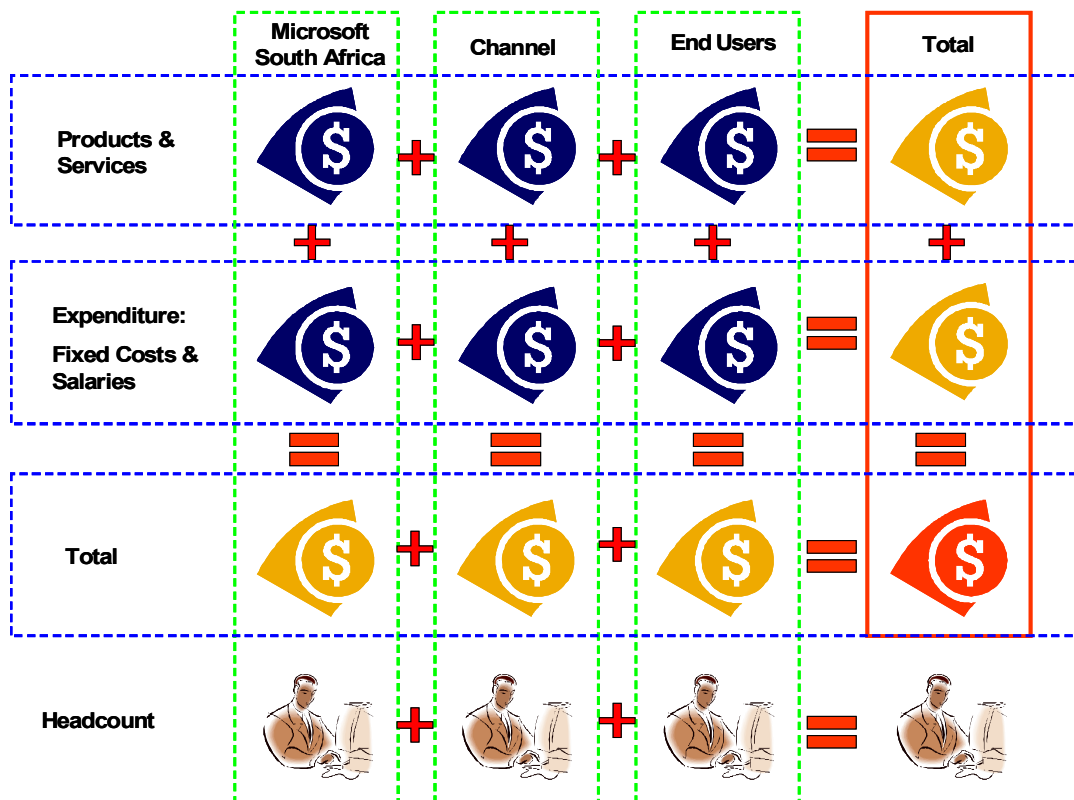 Microsoft
South Africa
Channel
End Users
Total
Products &
Services
$ $ $ $
Expenditure:
Fixed Costs &
Salaries
$ $ $ $
Total
$ $ $ $
Headcount